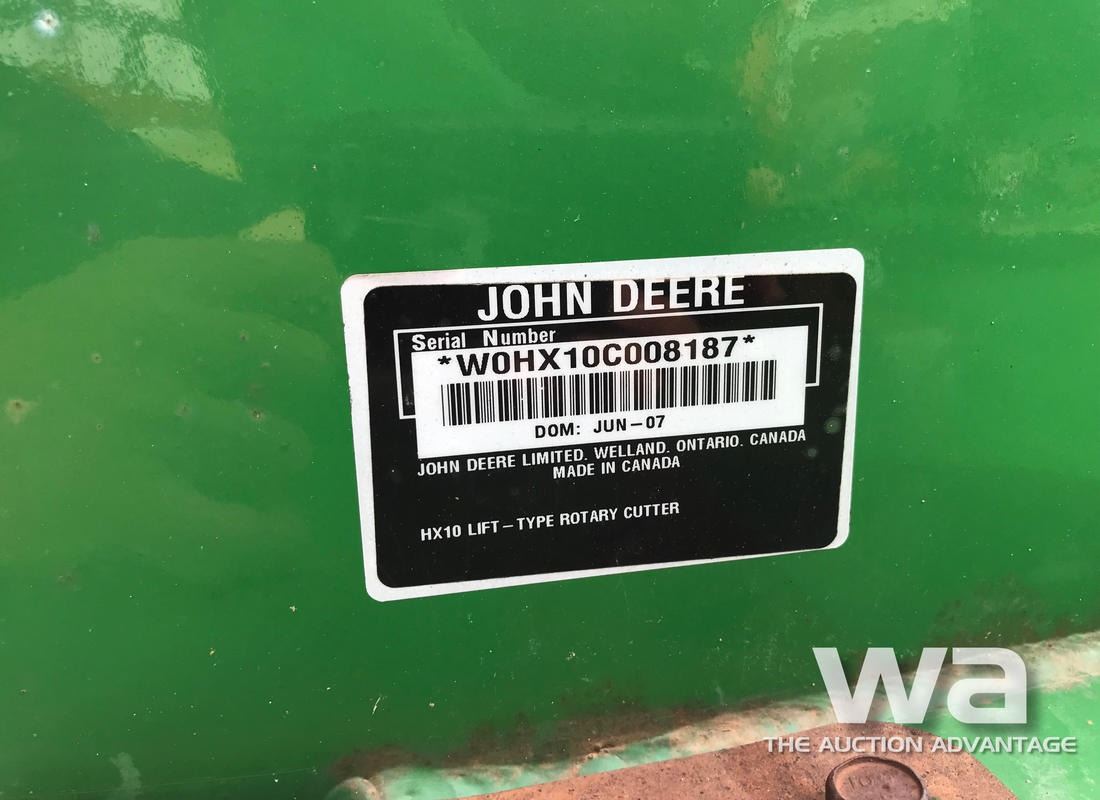 JOHN DEERE
Serial Number
*W0HX10C008187*
DOM: JUN-07
JOHN DEERE LIMITED. WELLAND. ONTARIO. CANADA
MADE IN CANADA
HX10 LIFT-TYPE ROTARY CUTTER
wa
THE AUCTION ADVANTAGE